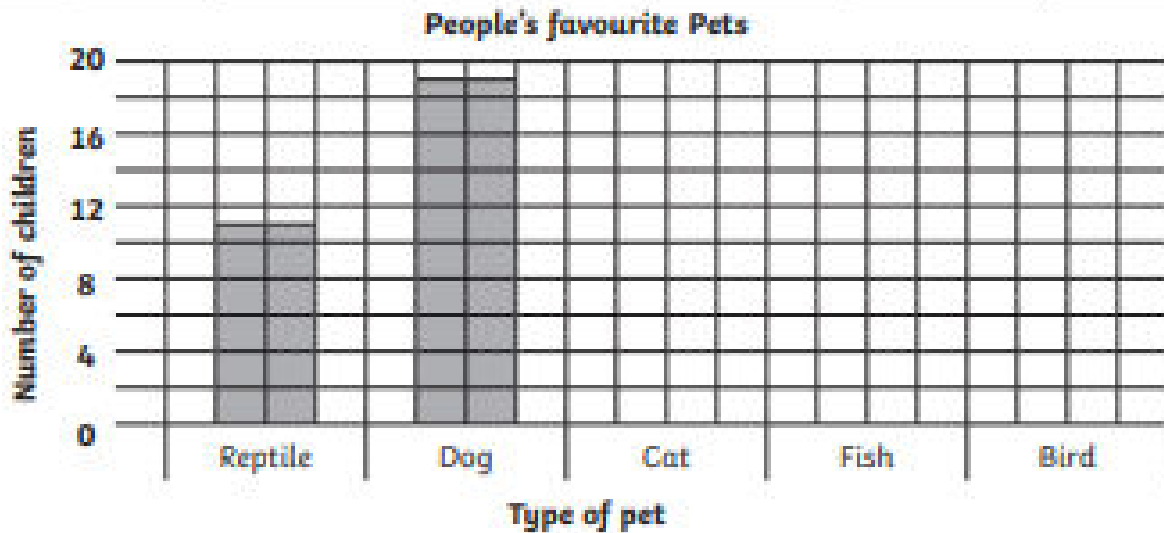 People's favourite Pets
Number of children
20
16
12
8
4
0
Reptile Dog Cat Fish Bird
Type of pet